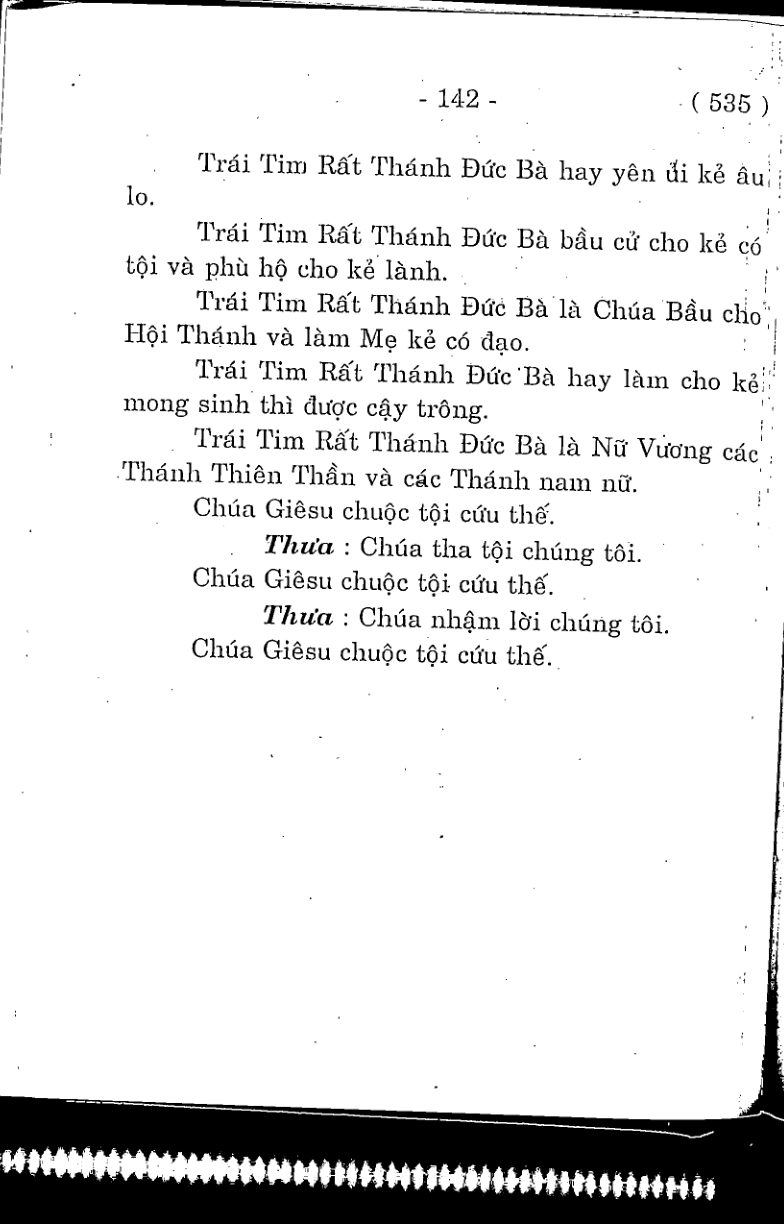 - 142 - ( 535 )
Trái Tim Rất Thánh Đức Bà hay yên ủi kẻ âu
lo.
Trái Tim Rất Thánh Đức Bà bầu cử cho kẻ có
tội và phù hộ cho kẻ lành.
Trái Tim Rất Thánh Đức Bà là Chúa Bầu cho
Hội Thánh và làm Mẹ kẻ có đạo.
Trái Tim Rất Thánh Đức Bà hay làm cho kẻ
mong sinh thì được cậy trông.
Trái Tim Rất Thánh Đức Bà là Nữ Vương các
Thánh Thiên Thần và các Thánh nam nữ.
Chúa Giêsu chuộc tội cứu thế.
Thưa : Chúa tha tội chúng tôi.
Chúa Giêsu chuộc tội cứu thế.
Thưa : Chúa nhậm lời chúng tôi.
Chúa Giêsu chuộc tội cứu thế.